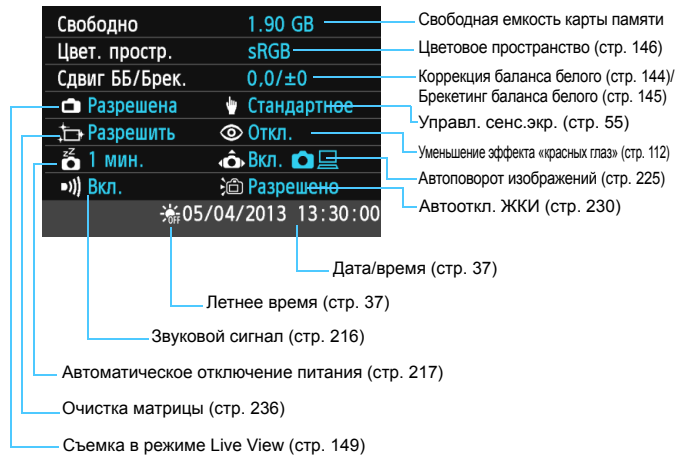 Свободно 1.90 GB
Цвет. простр. sRGB
Сдвиг ББ/Брек. 0,0/±0
Разрешена Стандартное
Разрешить Откл.
1 мин. Вкл.
Вкл. Разрешено
OFF 05/04/2013 13:30:00
Свободная емкость карты памяти
Цветовое пространство (стр. 146)
Коррекция баланса белого (стр. 144)/
Брекетинг баланса белого (стр. 145)
Управл. сенс.экр. (стр. 55)
Уменьшение эффекта «красных глаз» (стр. 112)
Автоповорот изображений (стр. 225)
Автооткл. ЖКИ (стр. 230)
Дата/время (стр. 37)
Летнее время (стр. 37)
Звуковой сигнал (стр. 216)
Автоматическое отключение питания (стр. 217)
Очистка матрицы (стр. 236)
Съемка в режиме Live View (стр. 149)